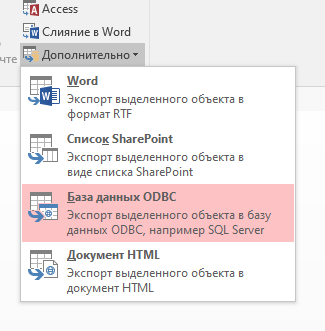 Access
Слияние в Word
чте
Дополнительно
Word
Экспорт выделенного объекта в
формат RTF
Список SharePoint
Экспорт выделенного объекта в
виде списка SharePoint
База данных ODBC
Экспорт выделенного объекта в базу
данных ODBC, например SQL Server
Документ HTML
Экспорт выделенного объекта в
документ HTML